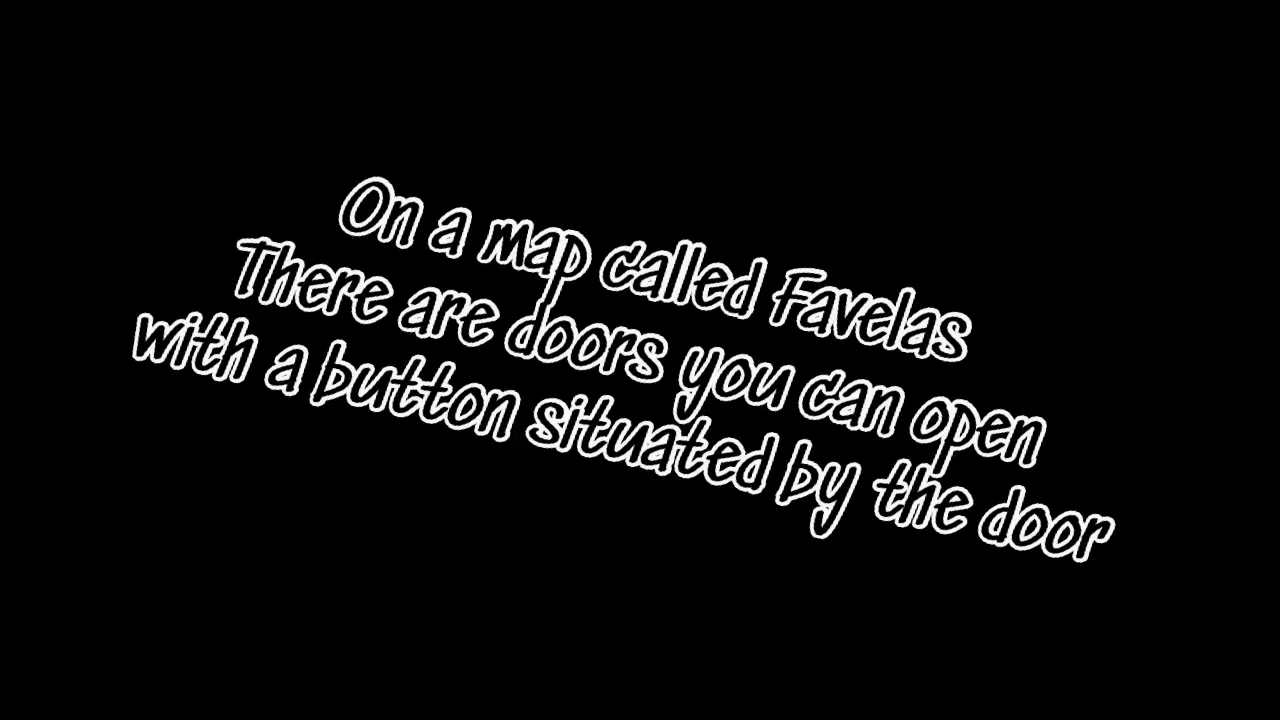 On a map called Favelas
There are doors you can open
with a button situated by the door